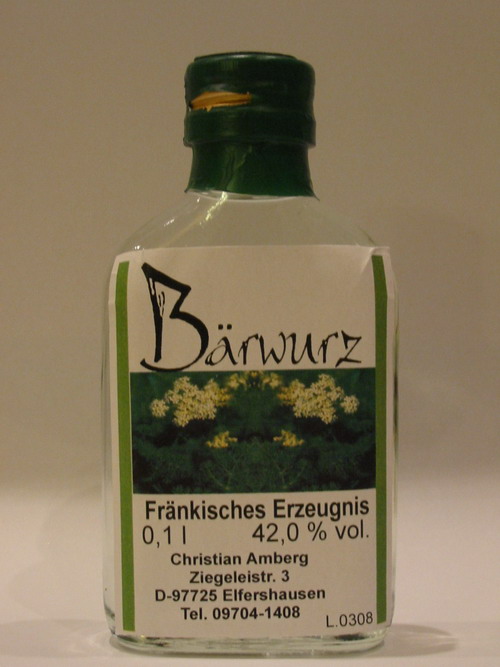 Bärwurz
Fränkisches Erzeugnis
0,1 l 42,0 % vol.
Christian Amberg
Ziegeleistr. 3
D-97725 Elfershausen
Tel. 09704-1408
L.0308